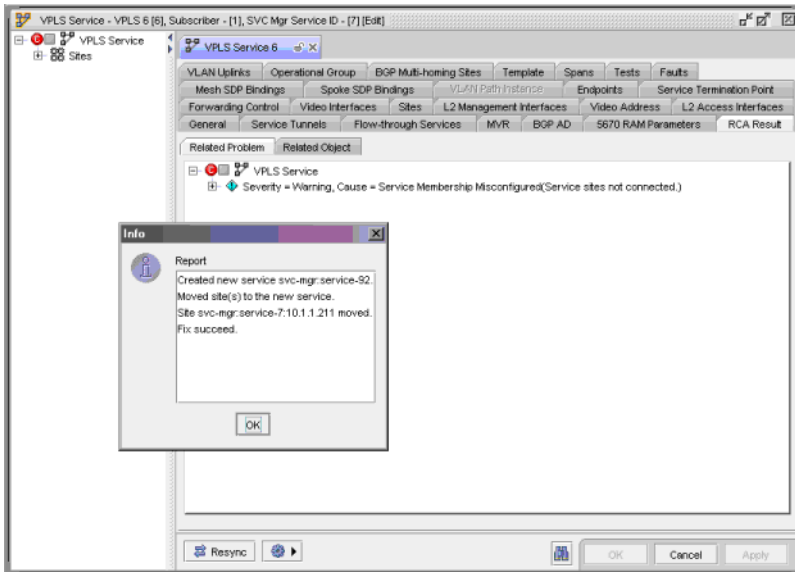 VPLS Service - VPLS 6 [6], Subscriber - [1], SVC Mgr Service ID - [7] [Edit]
VPLS Service
Sites
VPLS Service 6
VLAN Uplinks Operational Group BGP Multi-homing Sites Template Spans Tests Faults
Mesh SDP Bindings Spoke SDP Bindings VLAN Path Instance Endpoints Service Termination Point
Forwarding Control Video Interfaces Sites L2 Management Interfaces Video Address L2 Access Interfaces
General Service Tunnels Flow-through Services MVR BGP AD 5670 RAM Parameters RCA Result
Related Problem Related Object
VPLS Service
Severity = Warning, Cause = Service Membership Misconfigured(Service sites not connected.)
Info
Report
Created new service svc-mgr:service-92.
Moved site(s) to the new service.
Site svc-mgr:service-7:10.1.1.211 moved.
Fix succeed.
OK
Resync
OK Cancel Apply